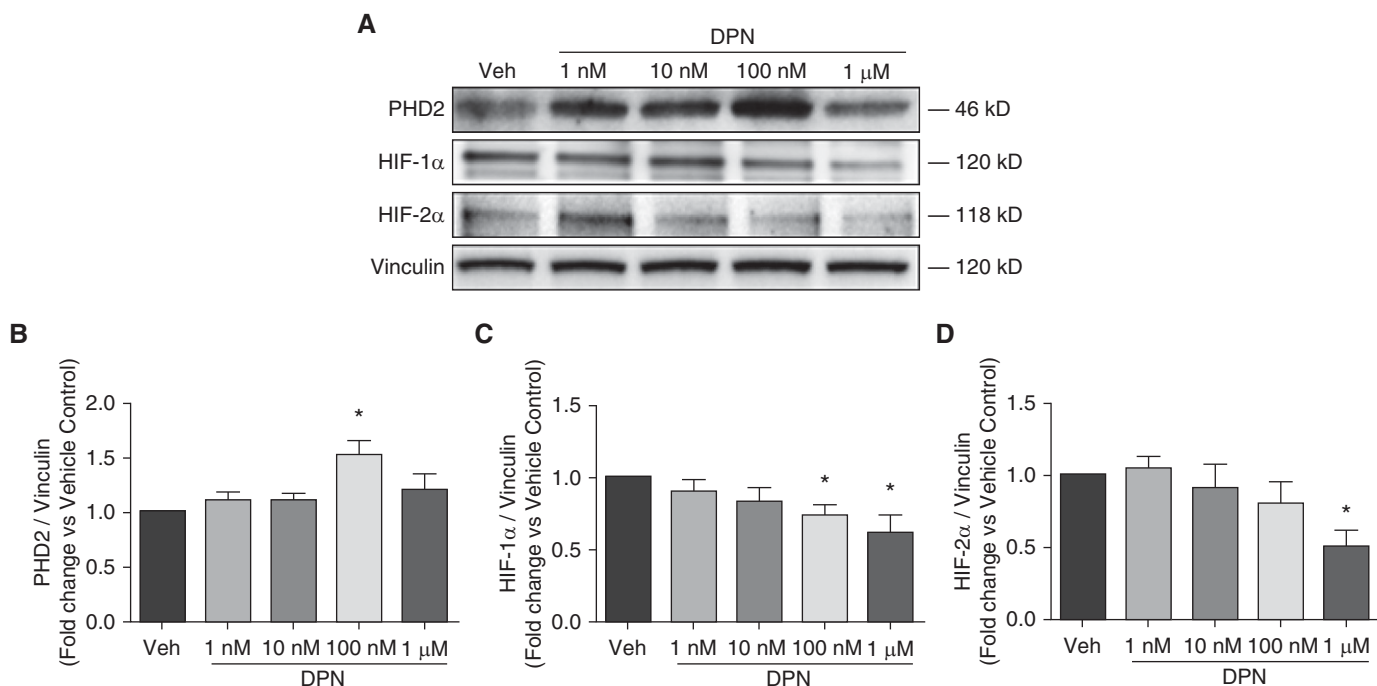 A
DPN
Veh 1 nM 10 nM 100 nM 1 μM
PHD2 — 46 kD
HIF-1α — 120 kD
HIF-2α — 118 kD
Vinculin — 120 kD
B
PHD2 / Vinculin
(Fold change vs Vehicle Control)
2.0
1.5
1.0
0.5
0.0
*
Veh 1 nM 10 nM 100 nM 1 μM
DPN
C
HIF-1α / Vinculin
(Fold change vs Vehicle Control)
1.5
1.0
0.5
0.0
* *
Veh 1 nM 10 nM 100 nM 1 μM
DPN
D
HIF-2α / Vinculin
(Fold change vs Vehicle Control)
1.5
1.0
0.5
0.0
*
Veh 1 nM 10 nM 100 nM 1 μM
DPN